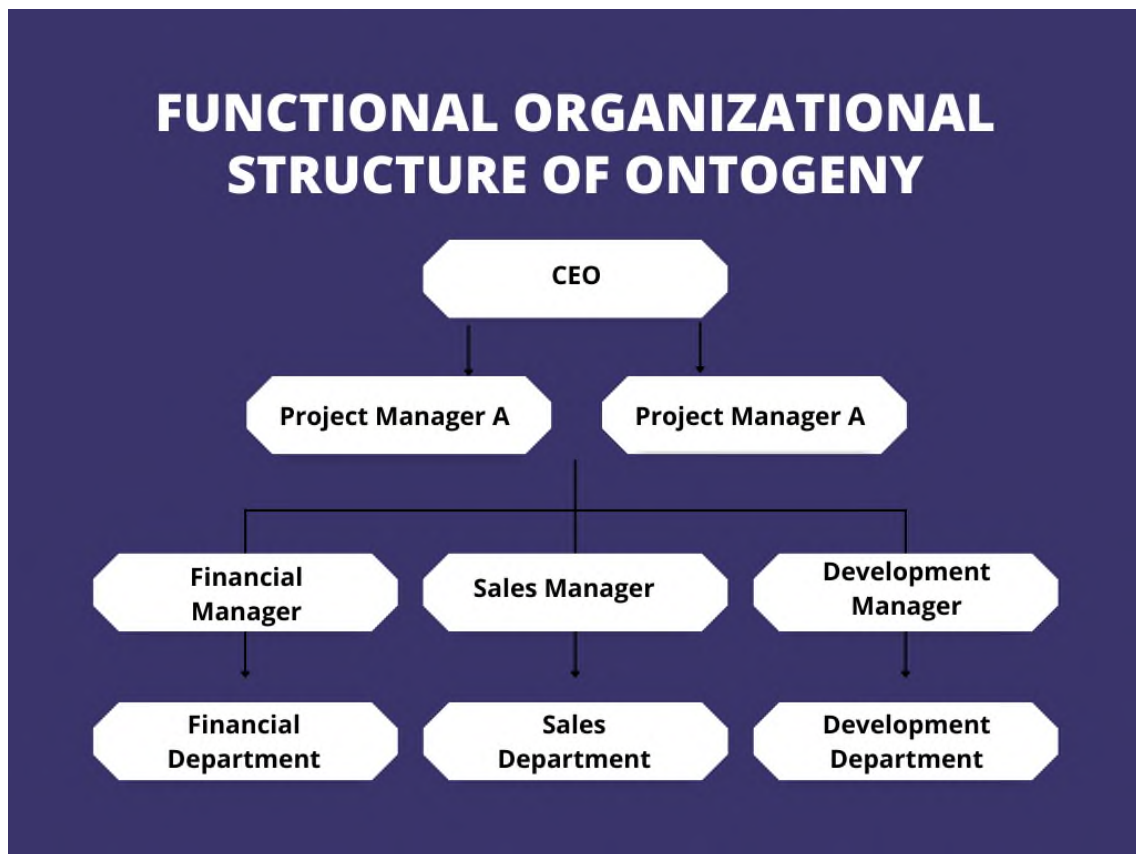 FUNCTIONAL ORGANIZATIONAL
STRUCTURE OF ONTOGENY
CEO
Project Manager A
Project Manager A
Financial
Manager
Sales Manager
Development
Manager
Financial
Department
Sales
Department
Development
Department